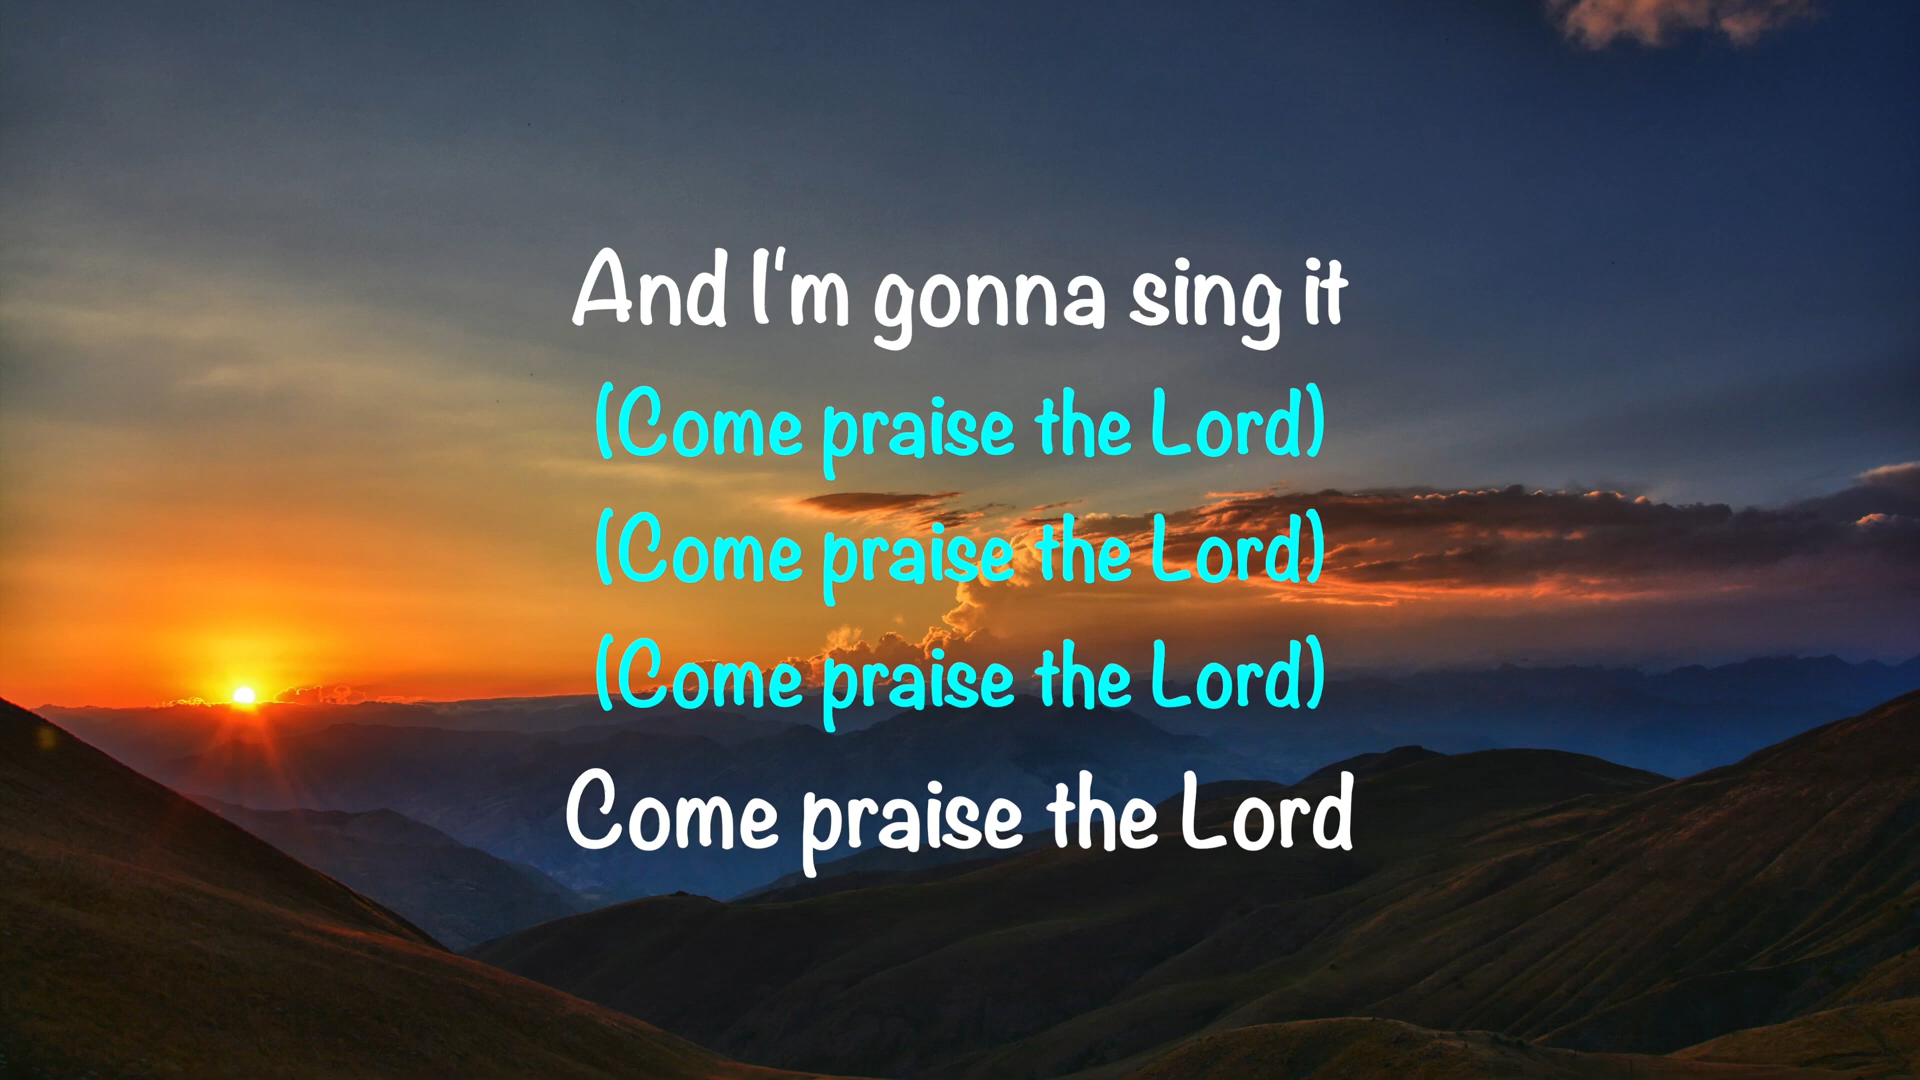 And I'm gonna sing it
(Come praise the Lord)
(Come praise the Lord)
(Come praise the Lord)
Come praise the Lord